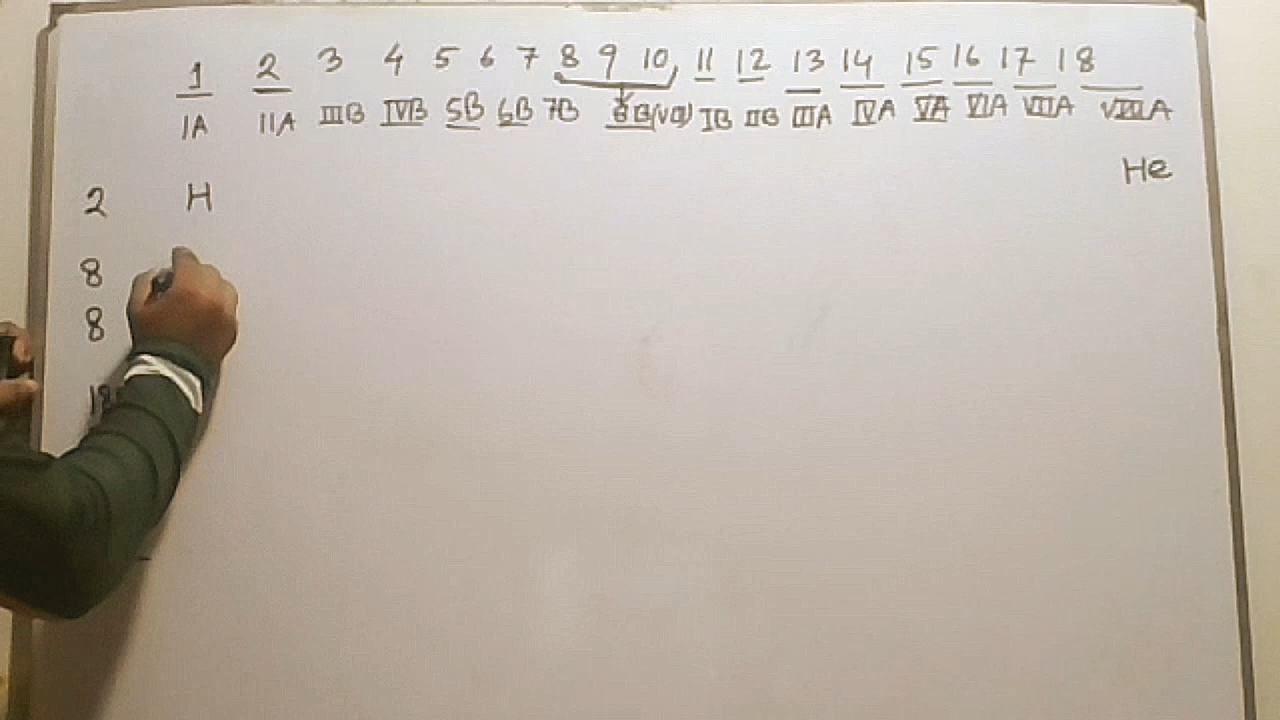 1 2 3 4 5 6 7 8 9 10, 11 12 13 14 15 16 17 18
IA IIA IIIB IVB 5B 6B 7B 8B(VIII) IB IIB IIIA IVA VA VIA VIIA VIIIA
He
2 H
8
8
18